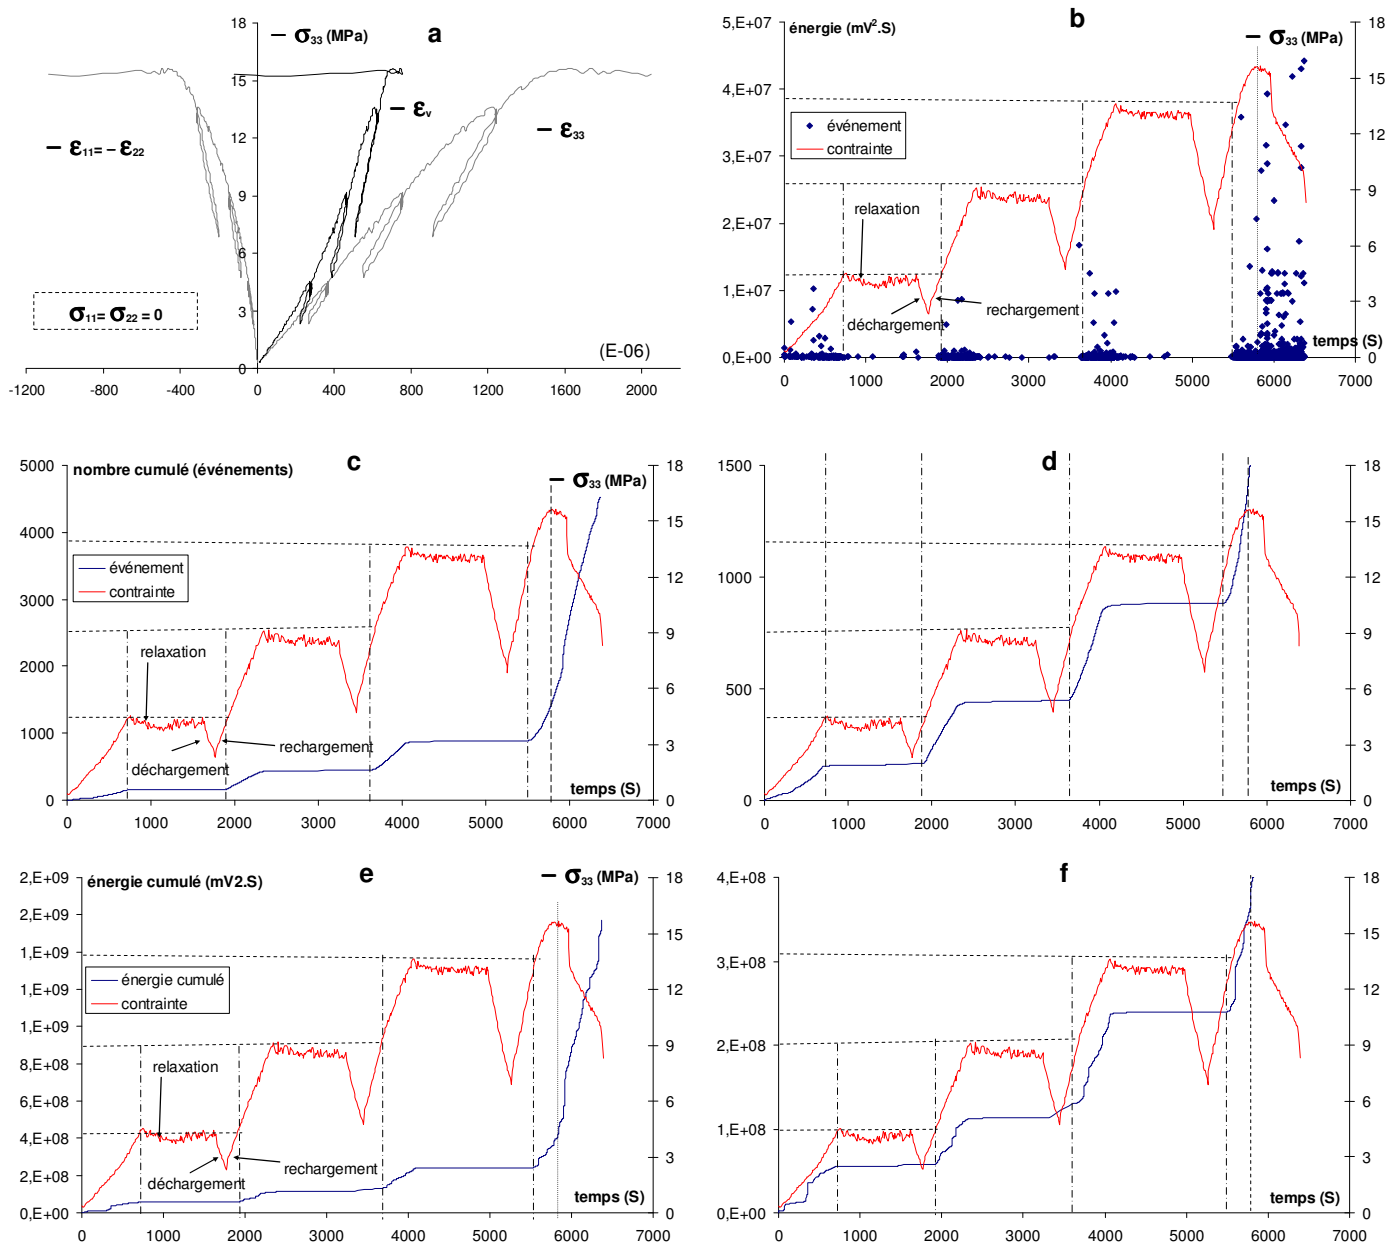 a
− σ33 (MPa)
18
15
12
9
6
3
0
− εv
− ε33
− ε11= − ε22
σ11= σ22 = 0
(E-06)
-1200 -800 -400 0 400 800 1200 1600 2000
b
énergie (mV².S)
− σ33 (MPa)
5,E+07
4,E+07
3,E+07
2,E+07
1,E+07
0,E+00
18
15
12
9
6
3
0
événement
contrainte
relaxation
déchargement
rechargement
temps (S)
0 1000 2000 3000 4000 5000 6000 7000
c
nombre cumulé (événements)
− σ33 (MPa)
5000
4000
3000
2000
1000
0
18
15
12
9
6
3
0
événement
contrainte
relaxation
rechargement
déchargement
temps (S)
0 1000 2000 3000 4000 5000 6000 7000
d
1500
1000
500
0
18
15
12
9
6
3
0
temps (S)
0 1000 2000 3000 4000 5000 6000 7000
e
énergie cumulé (mV2.S)
− σ33 (MPa)
2,E+09
2,E+09
1,E+09
1,E+09
1,E+09
8,E+08
6,E+08
4,E+08
2,E+08
0,E+00
18
15
12
9
6
3
0
énergie cumulé
contrainte
relaxation
rechargement
déchargement
temps (S)
0 1000 2000 3000 4000 5000 6000 7000
f
4,E+08
3,E+08
2,E+08
1,E+08
0,E+00
18
15
12
9
6
3
0
temps (S)
0 1000 2000 3000 4000 5000 6000 7000